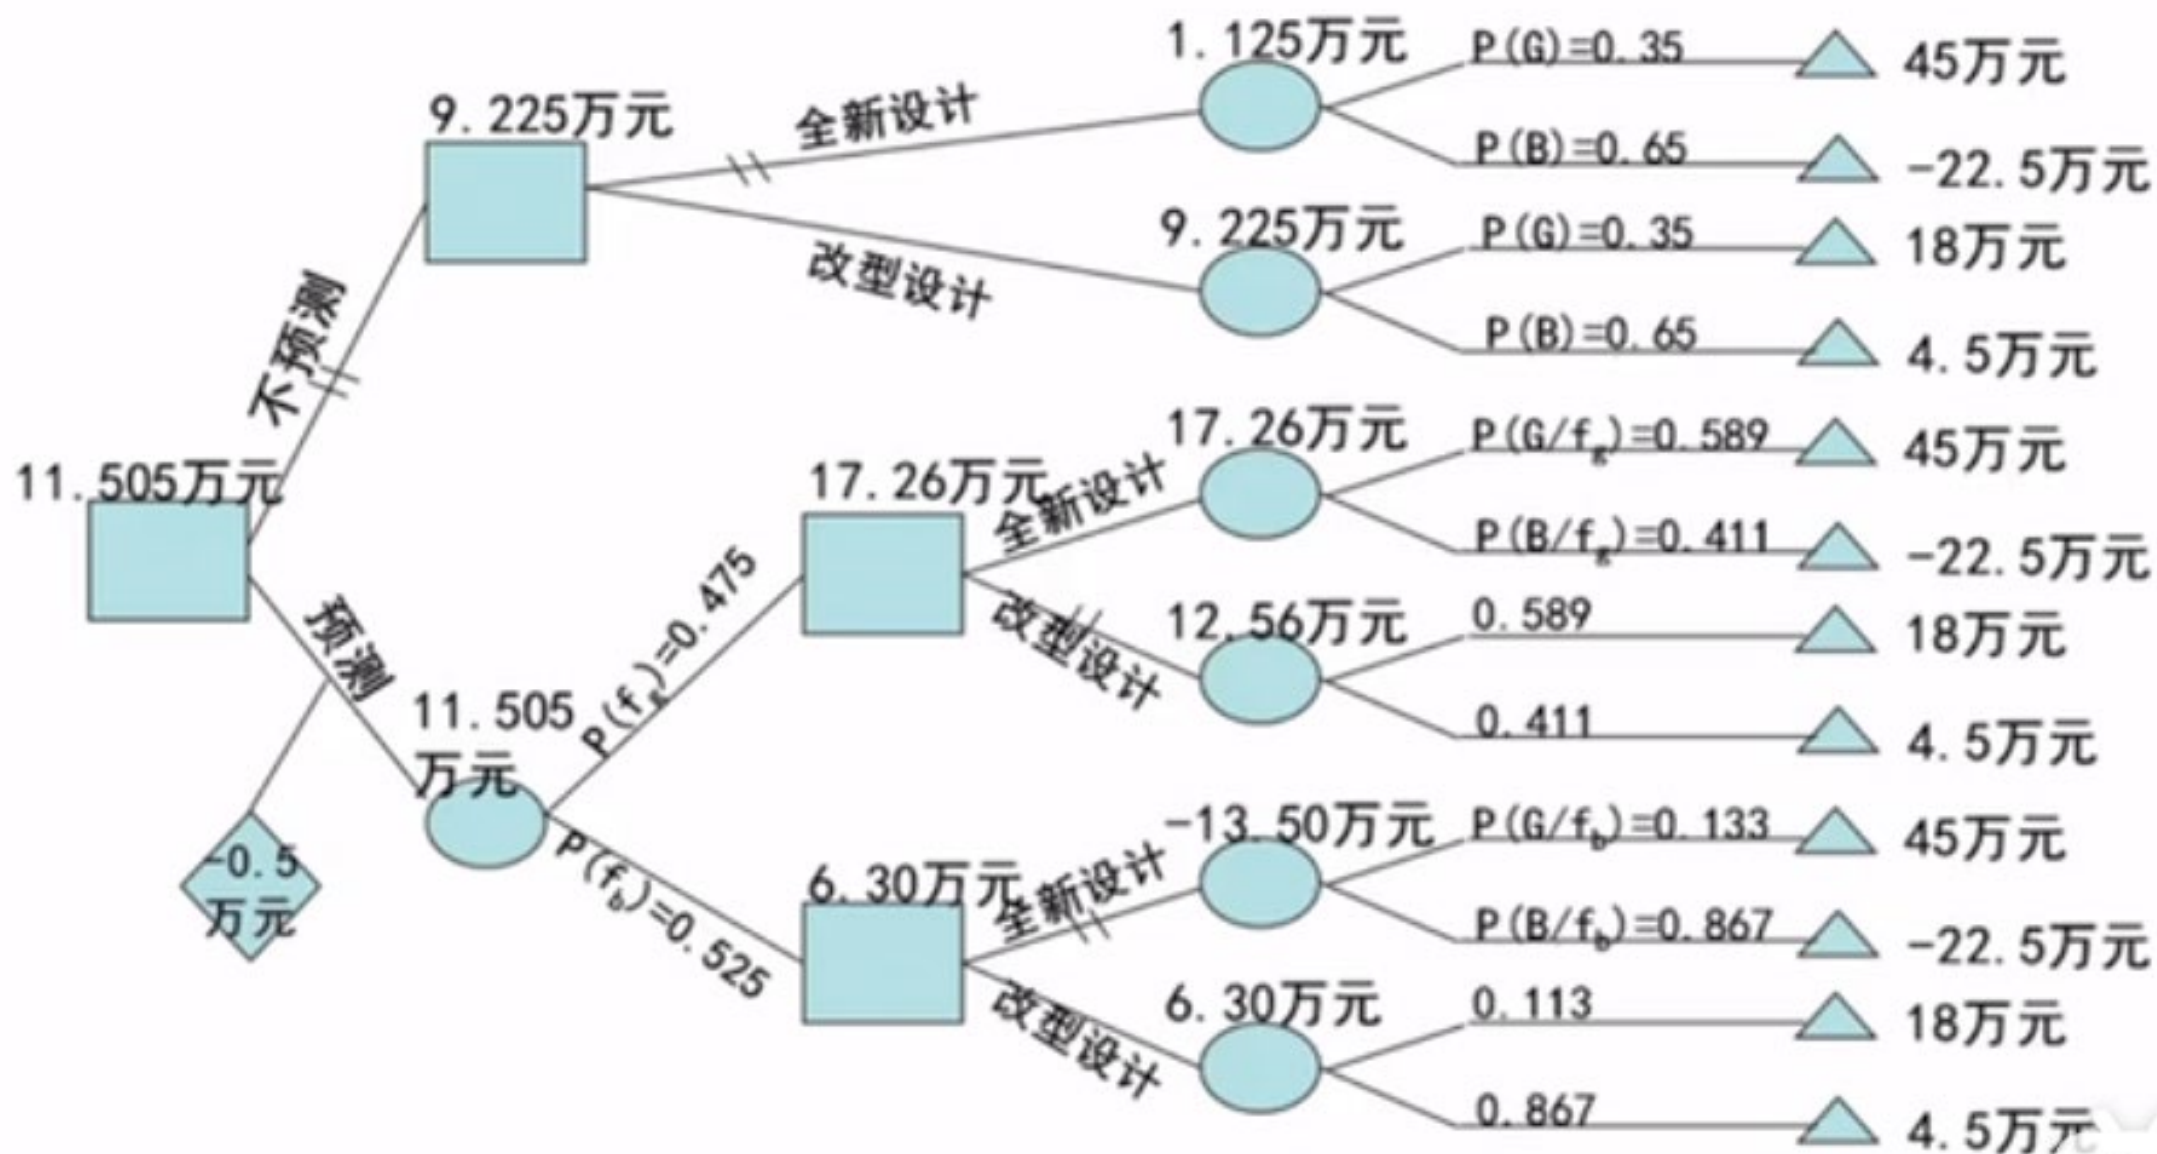 1.125万元
P(G)=0.35
45万元
9.225万元
全新设计
P(B)=0.65
-22.5万元
9.225万元
P(G)=0.35
18万元
改型设计
不预测
P(B)=0.65
4.5万元
17.26万元
P(G/fg)=0.589
45万元
11.505万元
17.26万元
全新设计
P(B/fg)=0.411
-22.5万元
预测
P(fg)=0.475
改型设计
12.56万元
0.589
18万元
11.505
万元
0.411
4.5万元
-13.50万元
P(G/fb)=0.133
45万元
-0.5
万元
P(fb)=0.525
6.30万元
全新设计
P(B/fb)=0.867
-22.5万元
6.30万元
0.113
18万元
改型设计
0.867
4.5万元